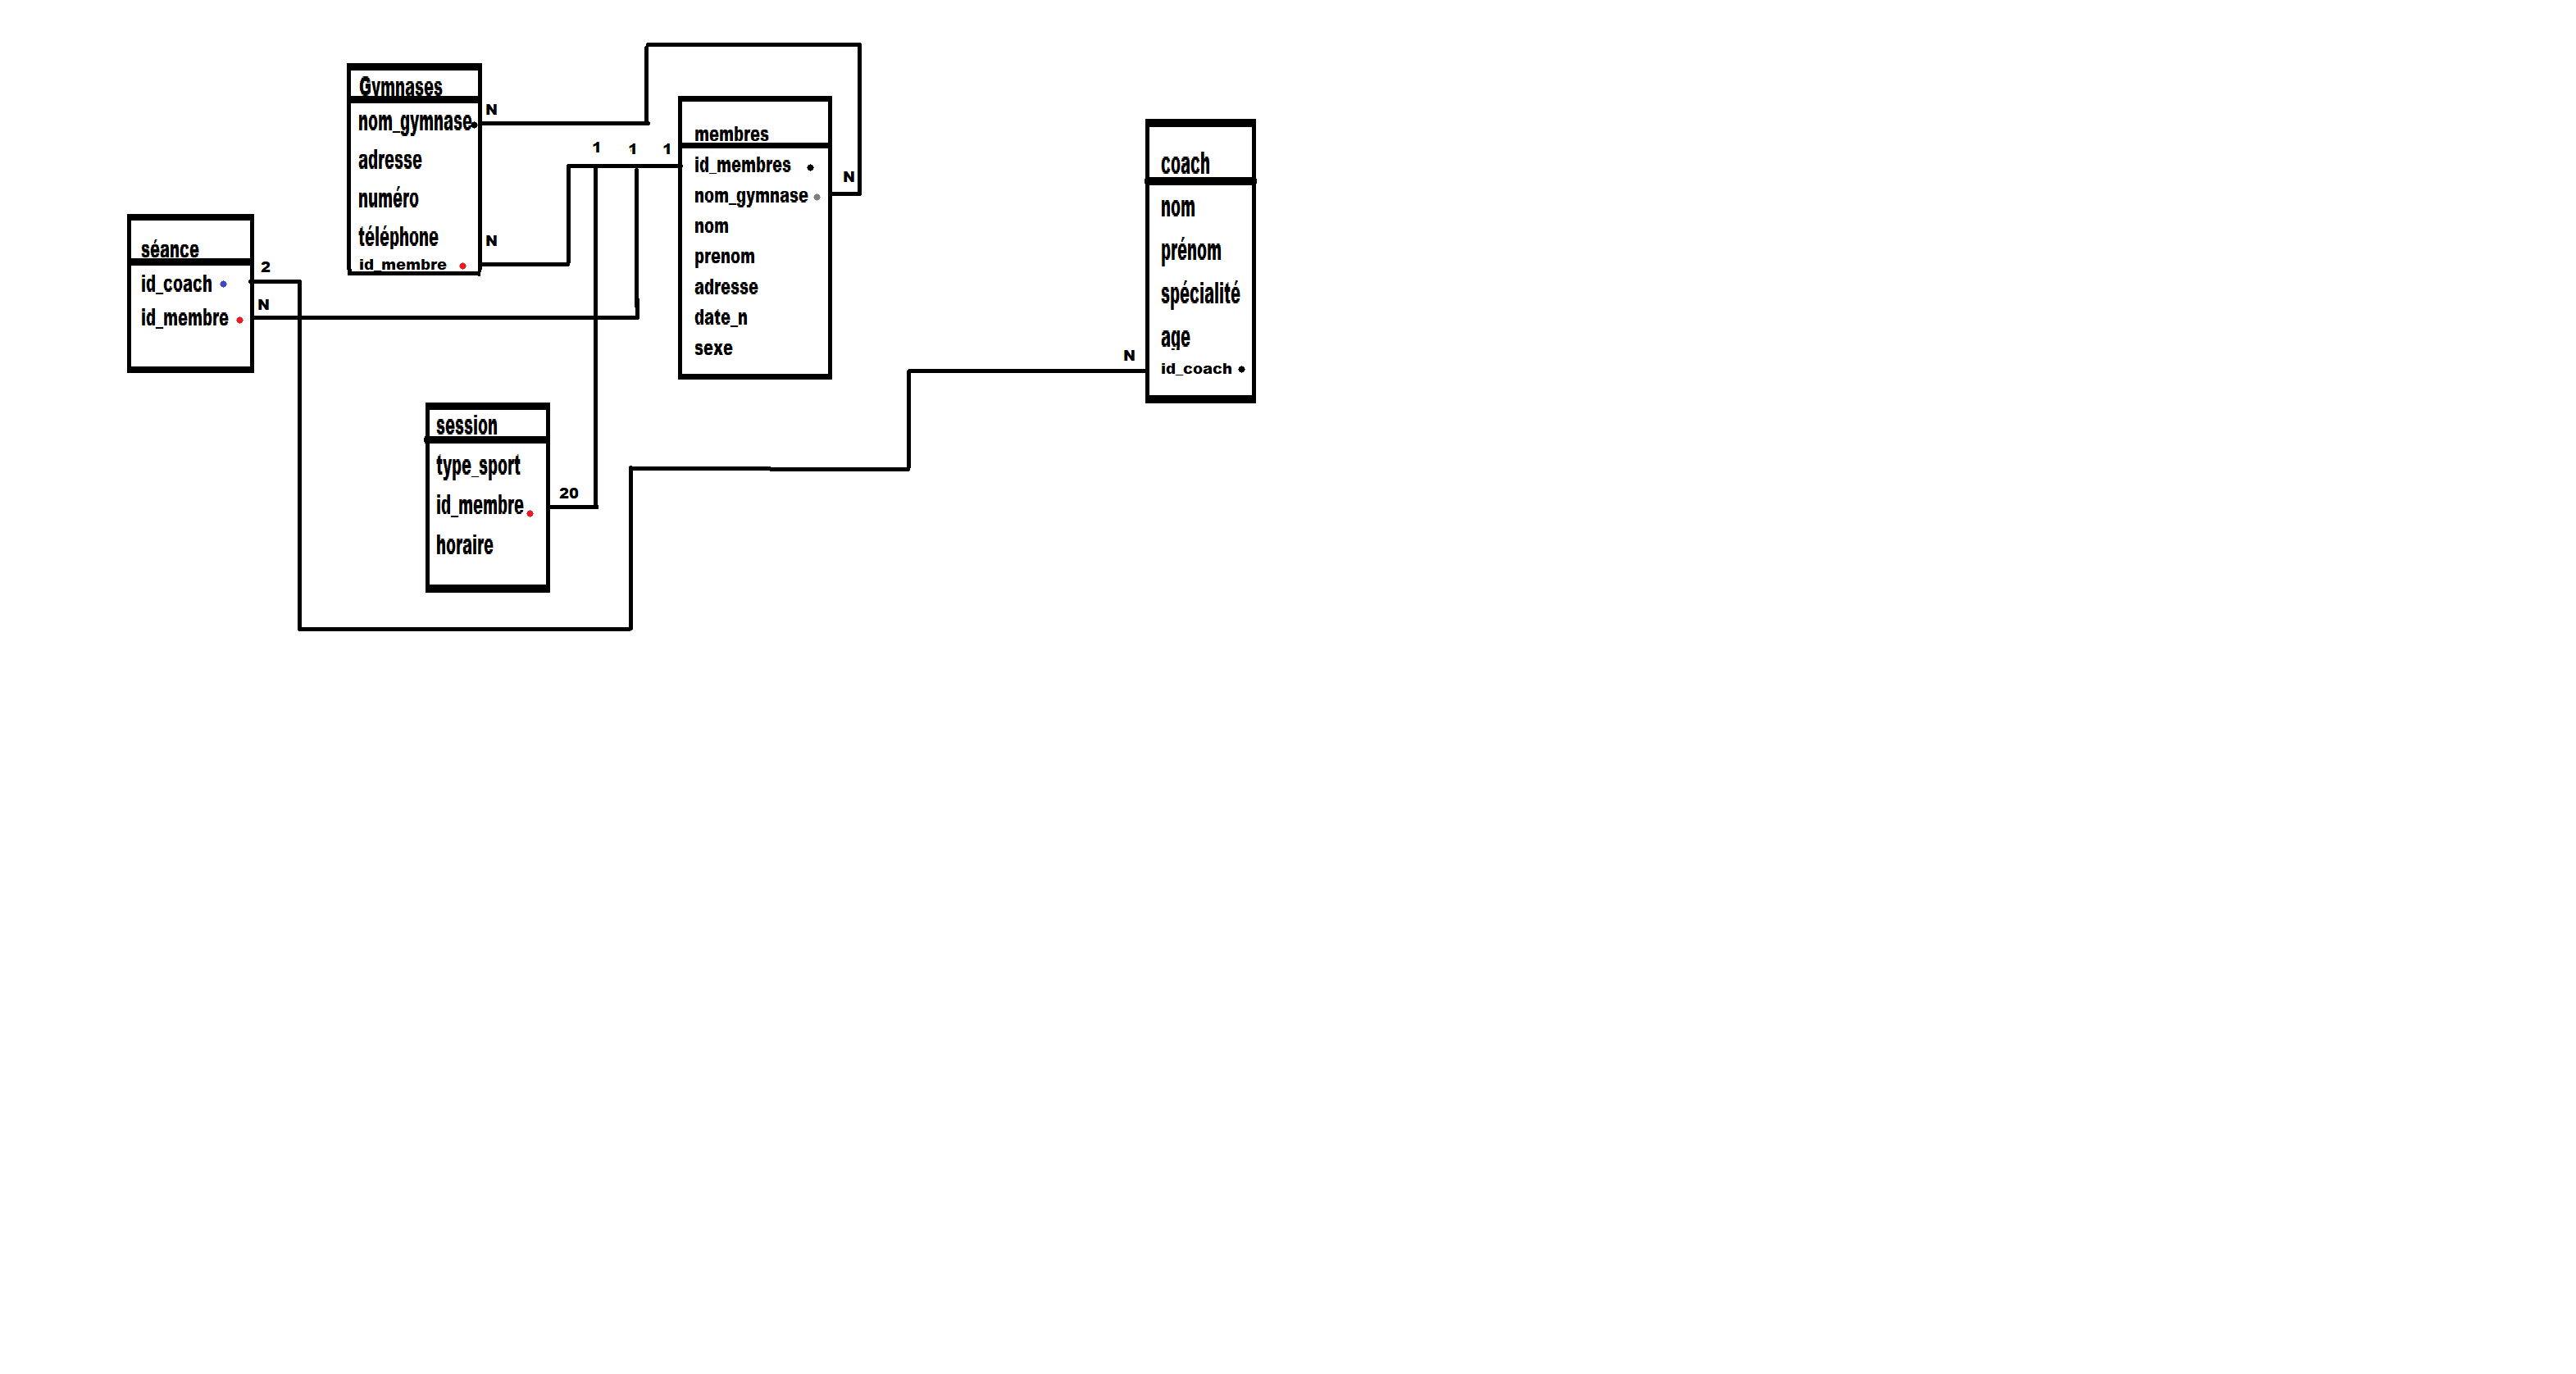 Gymnases
nom_gymnase
adresse
numéro
téléphone
id_membre
N
N
membres
id_membres
nom_gymnase
nom
prenom
adresse
date_n
sexe
1
1
1
N
coach
nom
prénom
spécialité
age
id_coach
N
séance
id_coach
id_membre
2
N
session
type_sport
id_membre
horaire
20